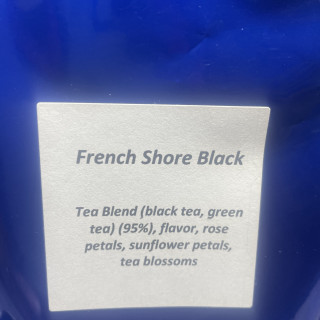 French Shore Black
Tea Blend (black tea, green
tea) (95%), flavor, rose
petals, sunflower petals,
tea blossoms